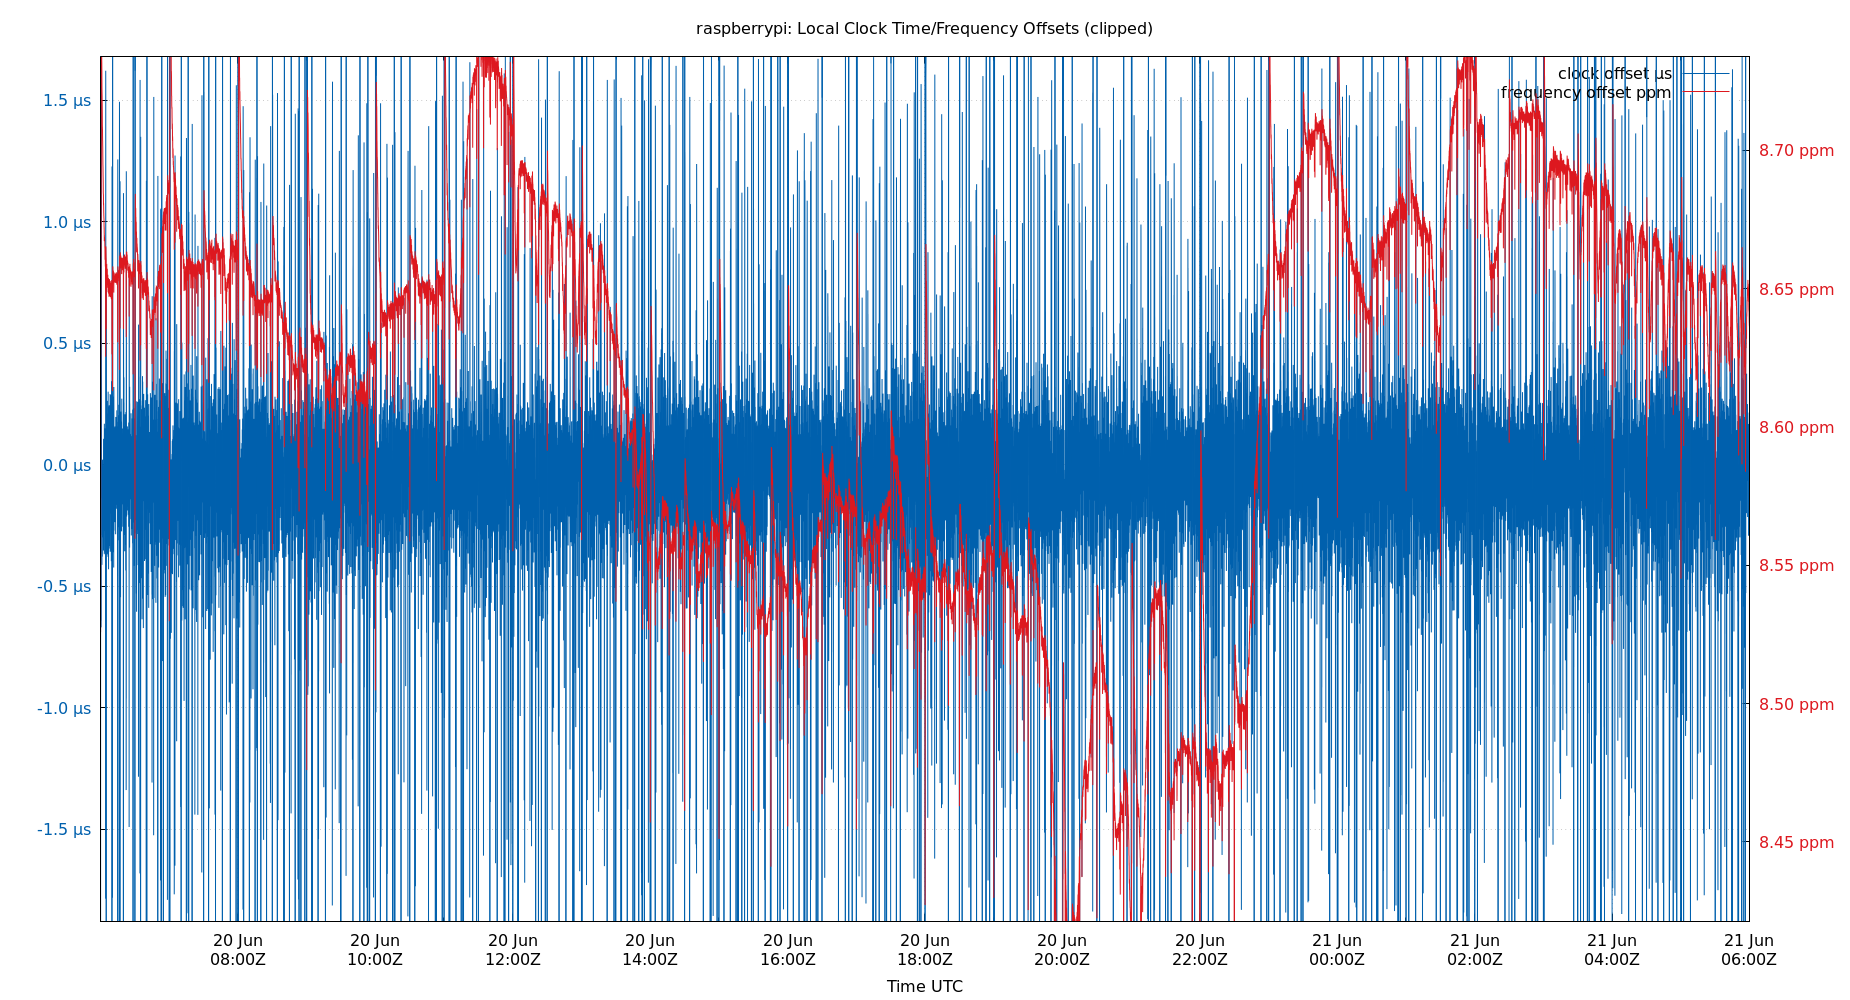 raspberrypi: Local Clock Time/Frequency Offsets (clipped)
clock offset µs
frequency offset ppm
1.5 µs
1.0 µs
0.5 µs
0.0 µs
-0.5 µs
-1.0 µs
-1.5 µs
8.70 ppm
8.65 ppm
8.60 ppm
8.55 ppm
8.50 ppm
8.45 ppm
20 Jun 20 Jun 20 Jun 20 Jun 20 Jun 20 Jun 20 Jun 20 Jun 21 Jun 21 Jun 21 Jun 21 Jun
08:00Z 10:00Z 12:00Z 14:00Z 16:00Z 18:00Z 20:00Z 22:00Z 00:00Z 02:00Z 04:00Z 06:00Z
Time UTC